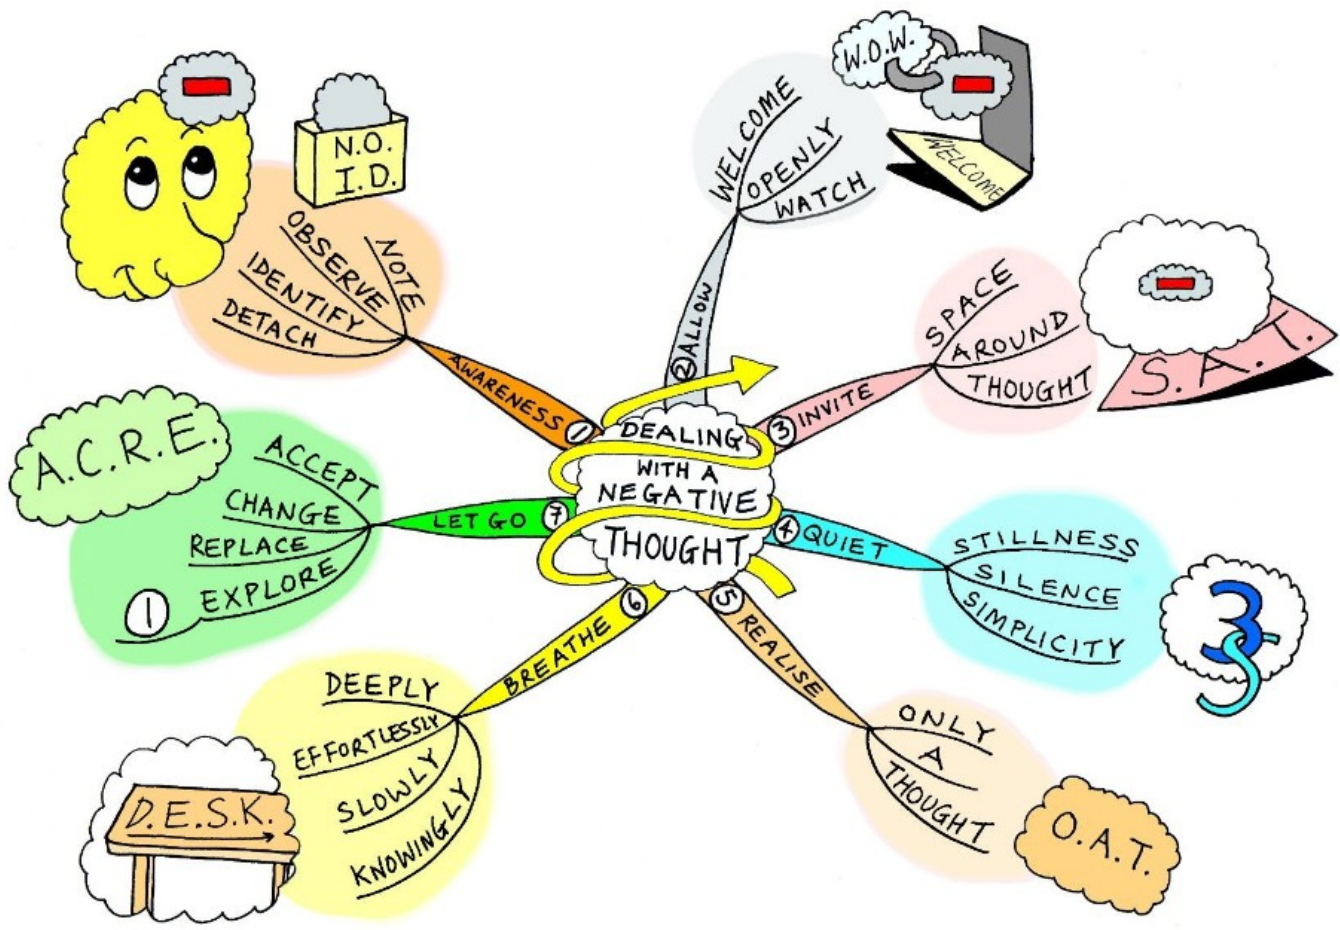 DEALING
WITH A
NEGATIVE
THOUGHT
1 AWARENESS
NOTE
OBSERVE
IDENTIFY
DETACH
N.O.
I.D.
2 ALLOW
WELCOME
OPENLY
WATCH
W.O.W.
WELCOME
3 INVITE
SPACE
AROUND
THOUGHT
S.A.T.
4 QUIET
STILLNESS
SILENCE
SIMPLICITY
3
S
5 REALISE
ONLY
A
THOUGHT
O.A.T.
6 BREATHE
DEEPLY
EFFORTLESSLY
SLOWLY
KNOWINGLY
D.E.S.K.
7 LET GO
ACCEPT
CHANGE
REPLACE
EXPLORE
1
A.C.R.E.